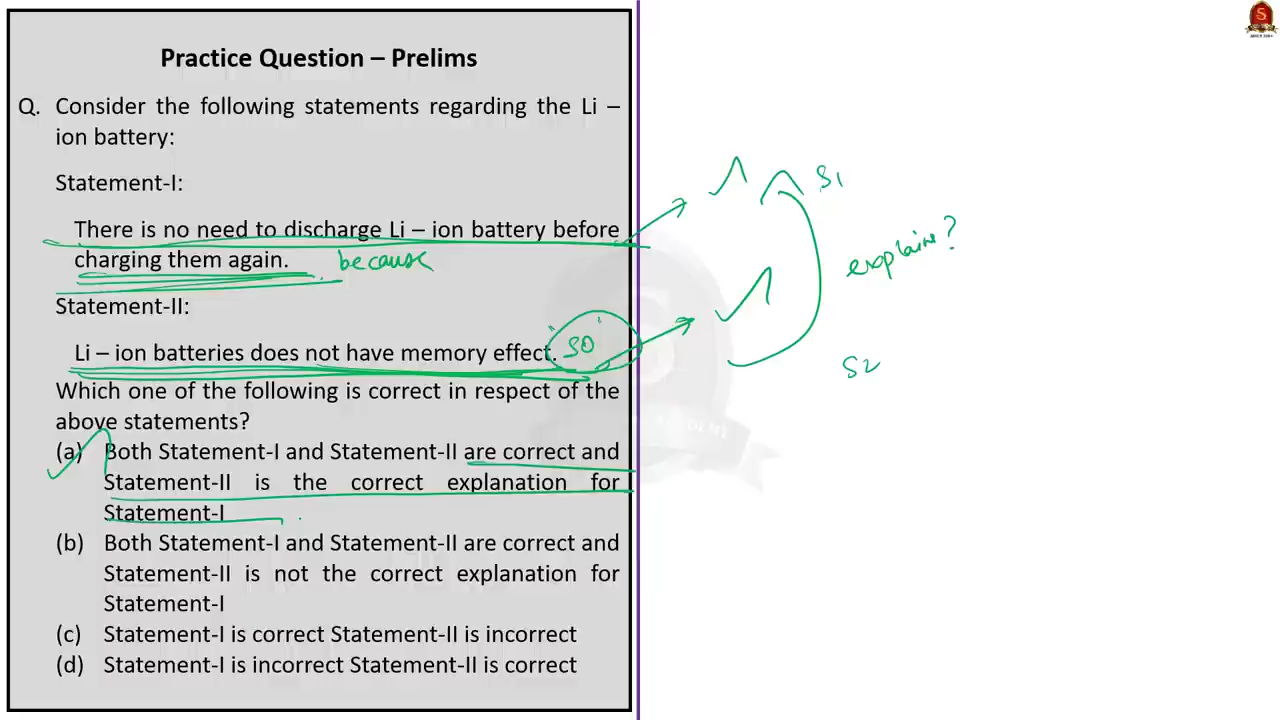 Practice Question – Prelims
Q. Consider the following statements regarding the Li –
ion battery:
Statement-I:
There is no need to discharge Li – ion battery before
charging them again. because
Statement-II:
Li – ion batteries does not have memory effect. "so"
Which one of the following is correct in respect of the
above statements?
(a) Both Statement-I and Statement-II are correct and
Statement-II is the correct explanation for
Statement-I
(b) Both Statement-I and Statement-II are correct and
Statement-II is not the correct explanation for
Statement-I
(c) Statement-I is correct Statement-II is incorrect
(d) Statement-I is incorrect Statement-II is correct
S1
explain?
S2